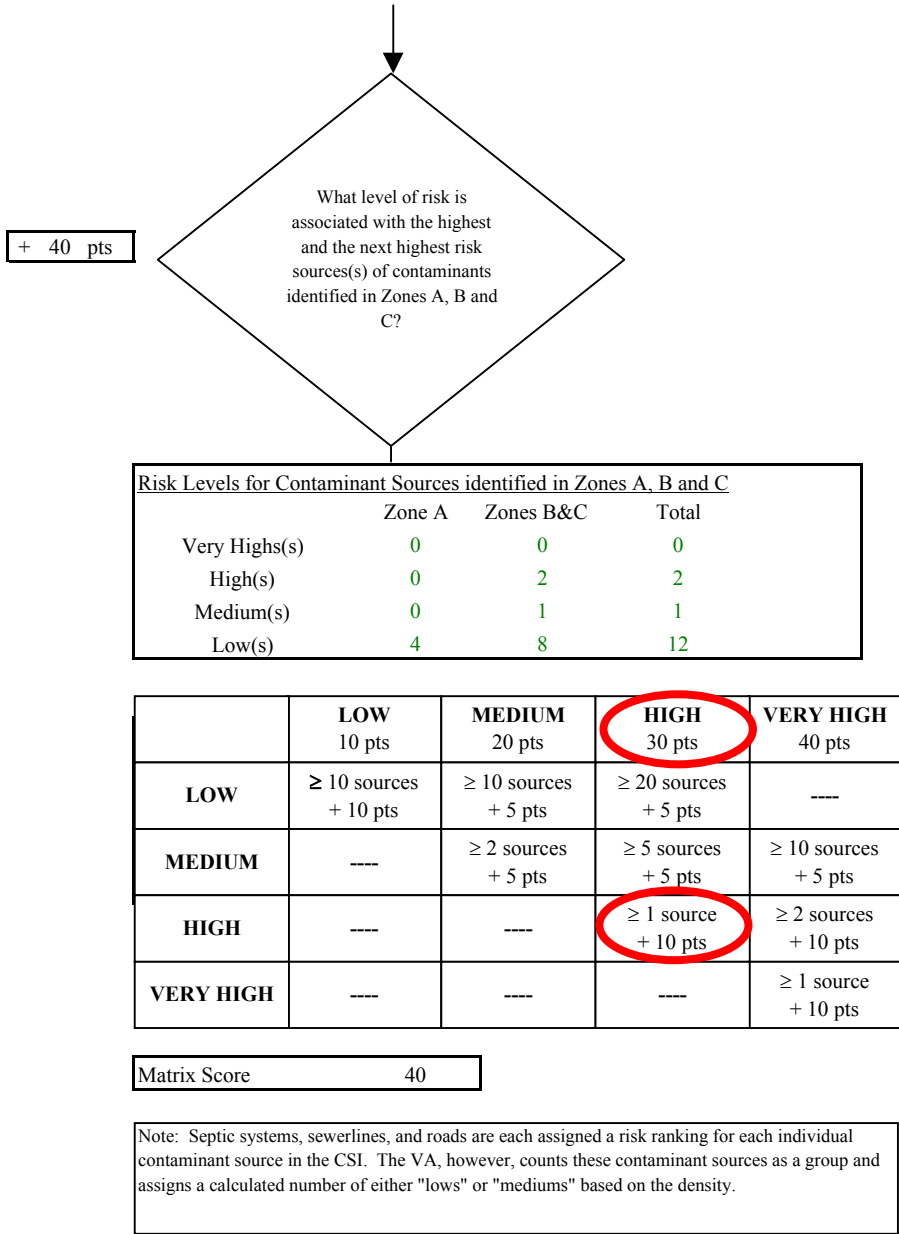 What level of risk is
associated with the highest
and the next highest risk
sources(s) of contaminants
identified in Zones A, B and
C?
+ 40 pts
Risk Levels for Contaminant Sources identified in Zones A, B and C
Zone A Zones B&C Total
Very Highs(s) 0 0 0
High(s) 0 2 2
Medium(s) 0 1 1
Low(s) 4 8 12
LOW MEDIUM HIGH VERY HIGH
10 pts 20 pts 30 pts 40 pts
LOW ≥ 10 sources ≥ 10 sources ≥ 20 sources ----
+ 10 pts + 5 pts + 5 pts
MEDIUM ---- ≥ 2 sources ≥ 5 sources ≥ 10 sources
+ 5 pts + 5 pts + 5 pts
HIGH ---- ---- ≥ 1 source ≥ 2 sources
+ 10 pts + 10 pts
VERY HIGH ---- ---- ---- ≥ 1 source
+ 10 pts
Matrix Score 40
Note: Septic systems, sewerlines, and roads are each assigned a risk ranking for each individual
contaminant source in the CSI. The VA, however, counts these contaminant sources as a group and
assigns a calculated number of either "lows" or "mediums" based on the density.